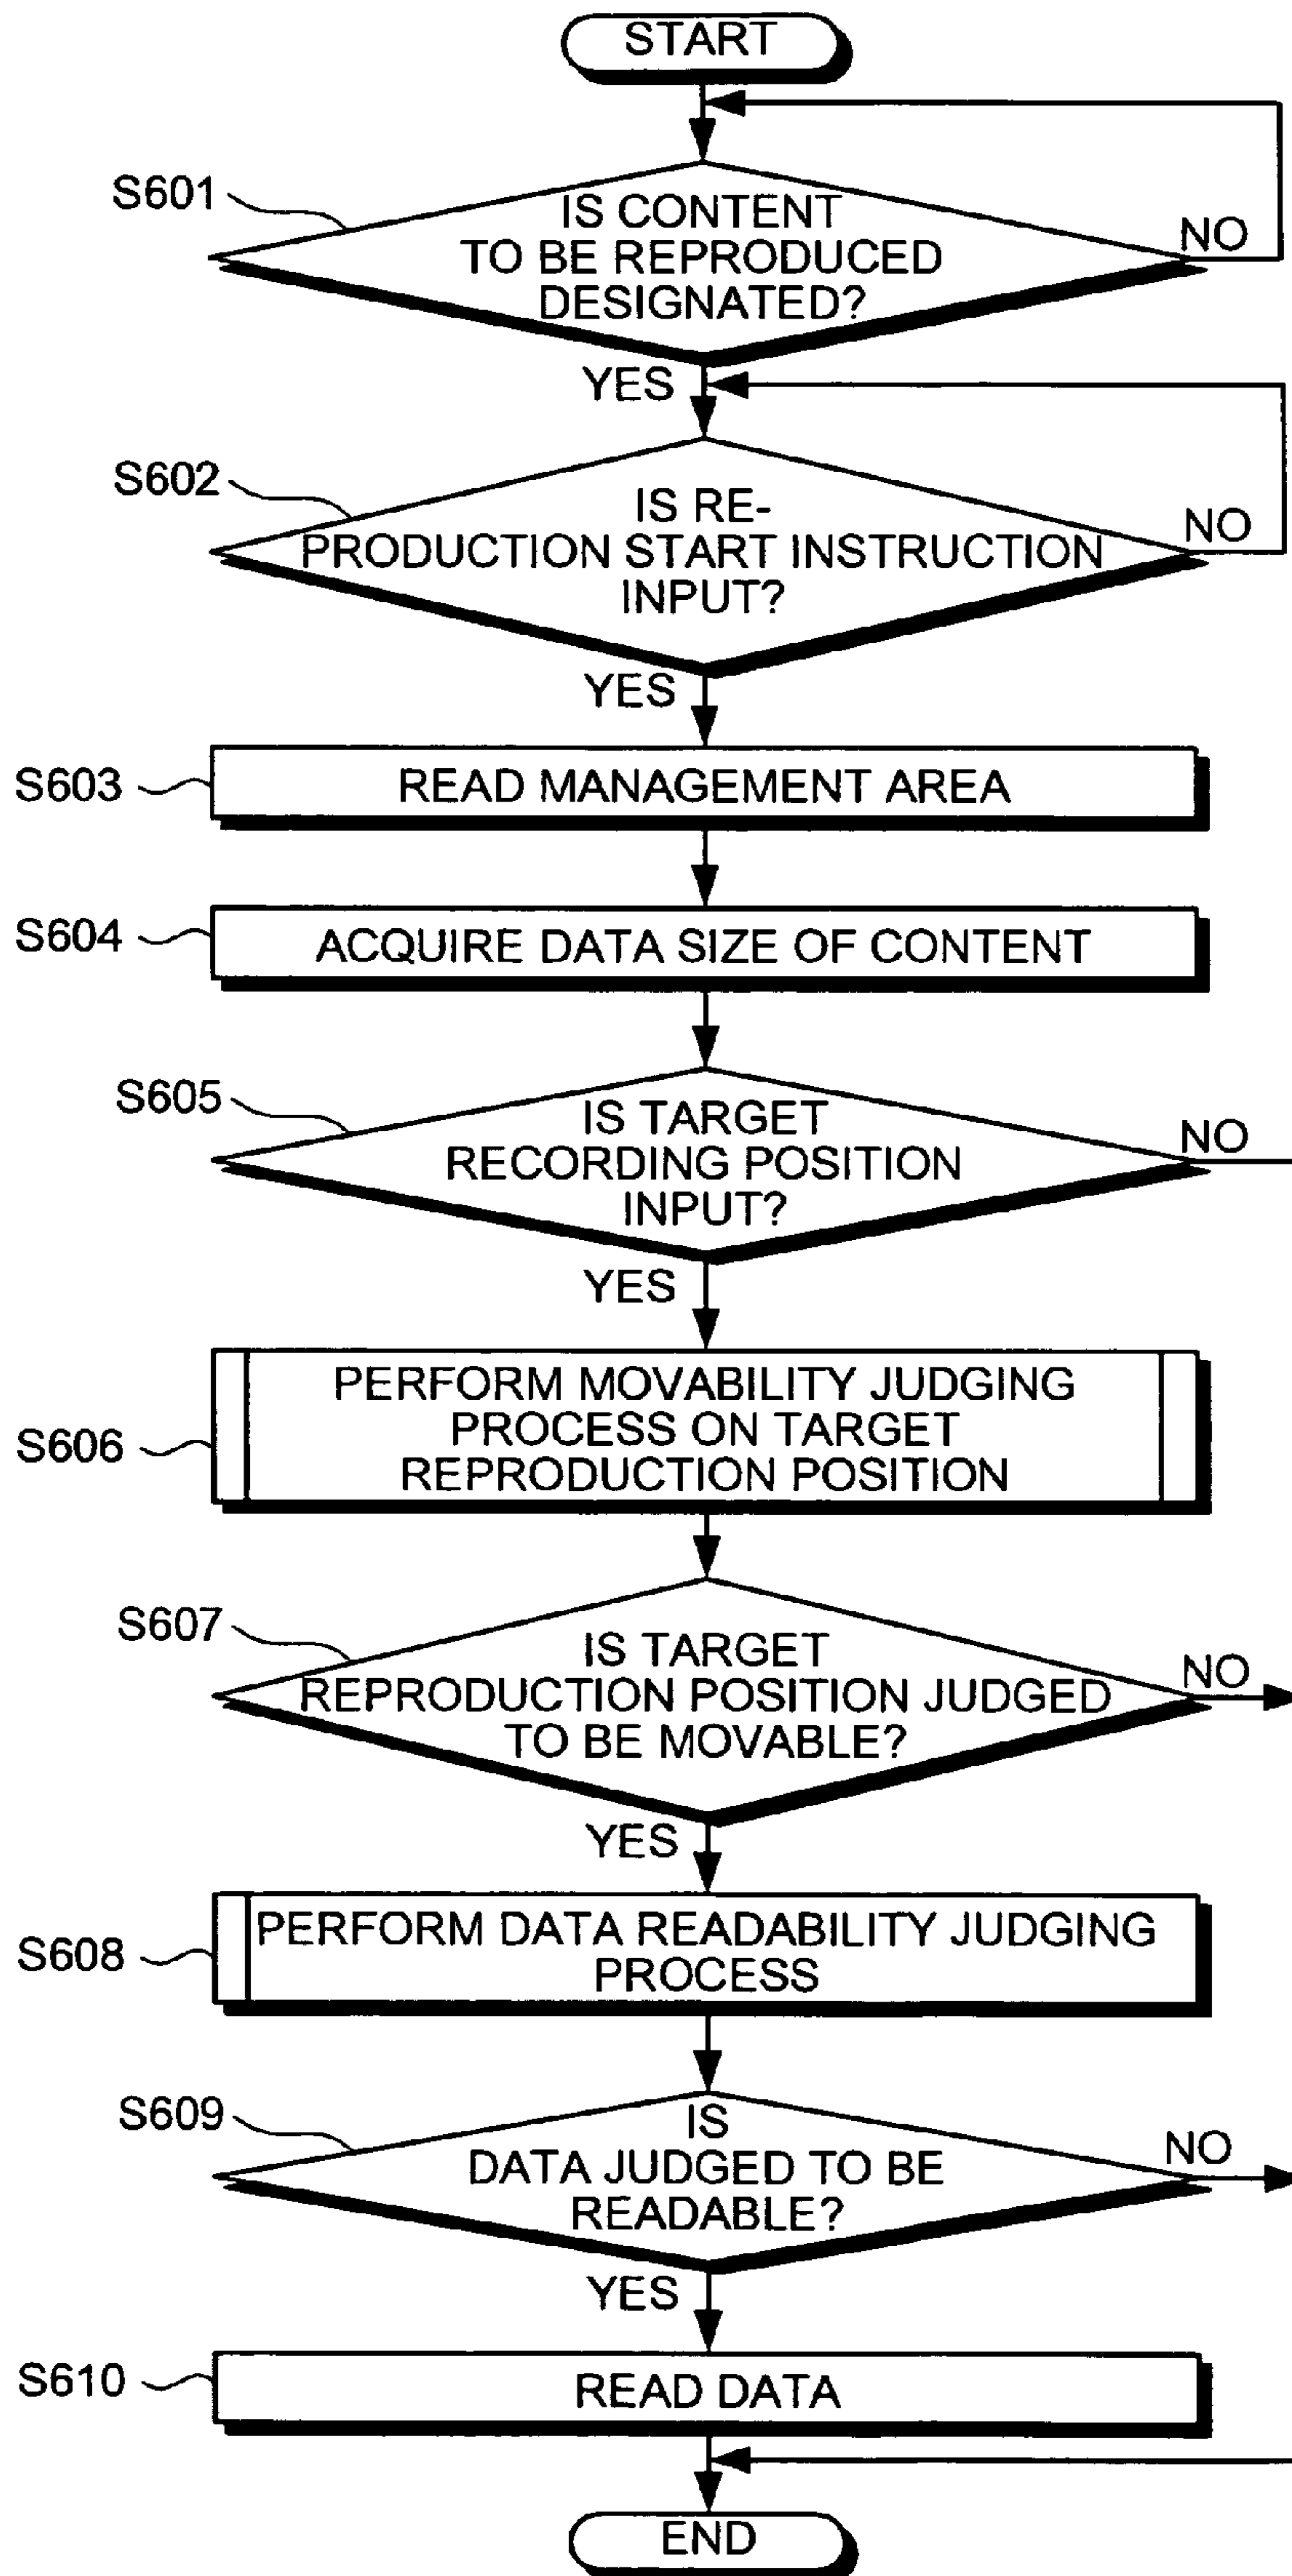 START
S601
IS CONTENT
TO BE REPRODUCED
DESIGNATED?
NO
YES
S602
IS RE-
PRODUCTION START INSTRUCTION
INPUT?
NO
YES
S603
READ MANAGEMENT AREA
S604
ACQUIRE DATA SIZE OF CONTENT
S605
IS TARGET
RECORDING POSITION
INPUT?
NO
YES
S606
PERFORM MOVABILITY JUDGING
PROCESS ON TARGET
REPRODUCTION POSITION
S607
IS TARGET
REPRODUCTION POSITION JUDGED
TO BE MOVABLE?
NO
YES
S608
PERFORM DATA READABILITY JUDGING
PROCESS
S609
IS
DATA JUDGED TO BE
READABLE?
NO
YES
S610
READ DATA
END